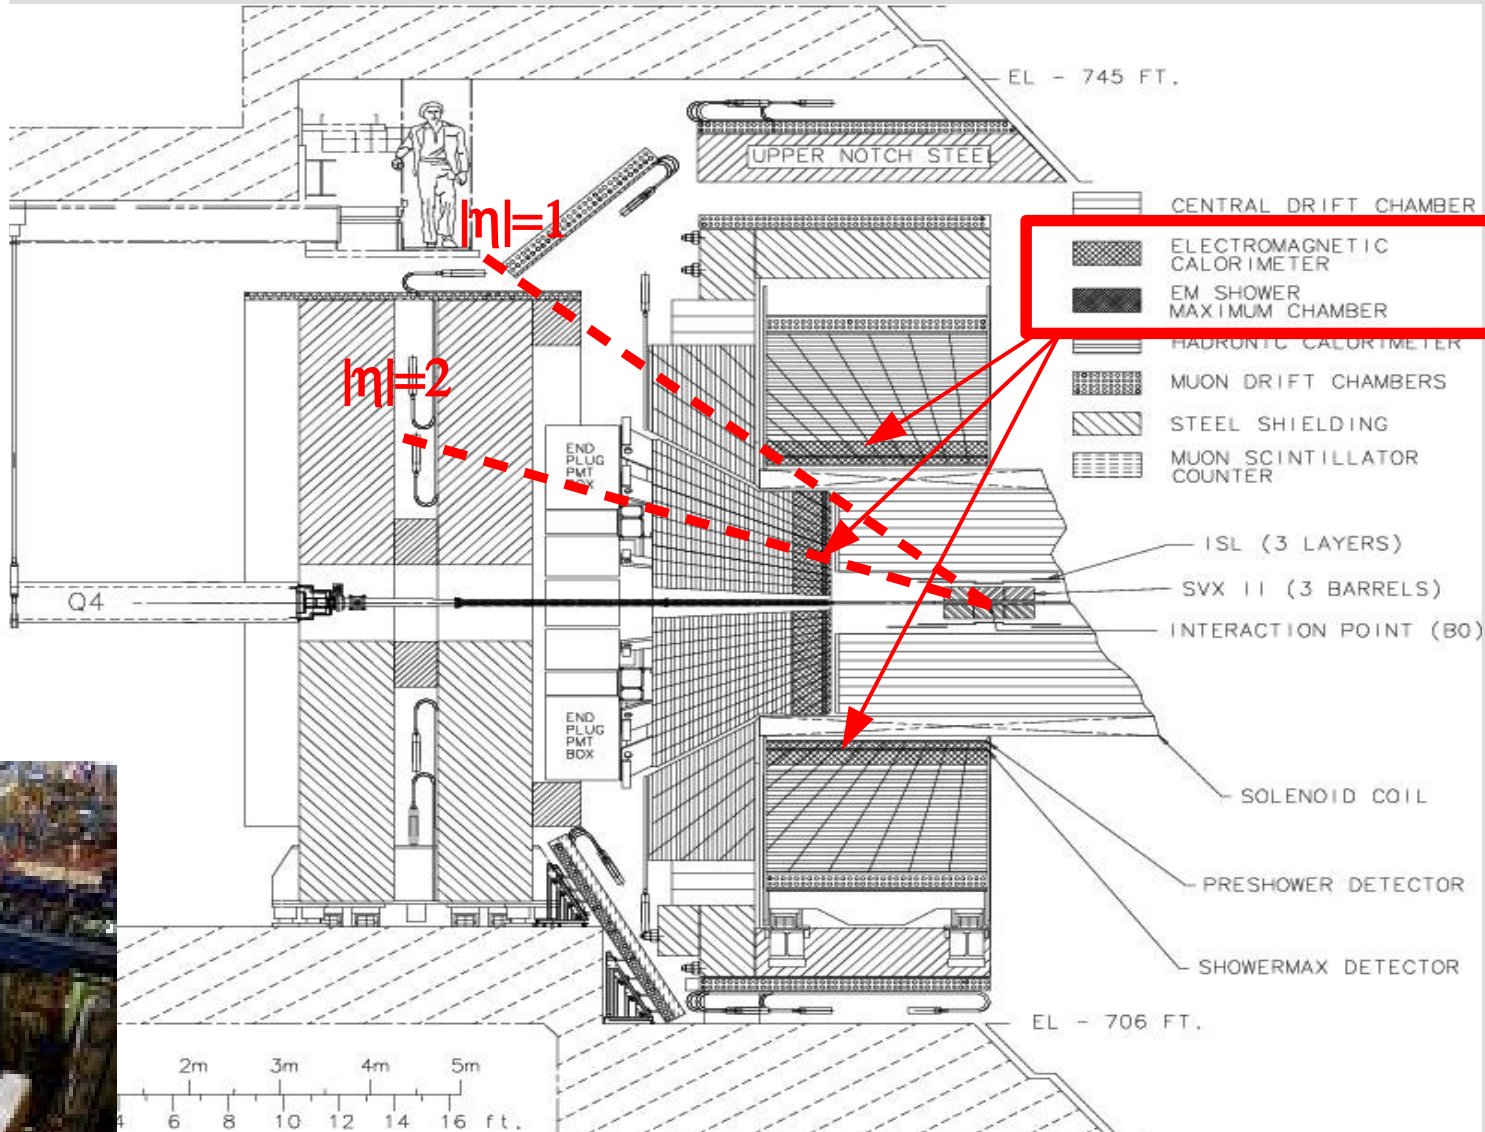 EL - 745 FT.
UPPER NOTCH STEEL
CENTRAL DRIFT CHAMBER
ELECTROMAGNETIC
CALORIMETER
EM SHOWER
MAXIMUM CHAMBER
HADRONIC CALORIMETER
MUON DRIFT CHAMBERS
STEEL SHIELDING
MUON SCINTILLATOR
COUNTER
|η|=1
|η|=2
END
PLUG
PMT
BOX
ISL (3 LAYERS)
SVX II (3 BARRELS)
INTERACTION POINT (B0)
Q4
END
PLUG
PMT
BOX
SOLENOID COIL
PRESHOWER DETECTOR
SHOWERMAX DETECTOR
EL - 706 FT.
2m 3m 4m 5m
4 6 8 10 12 14 16 ft.